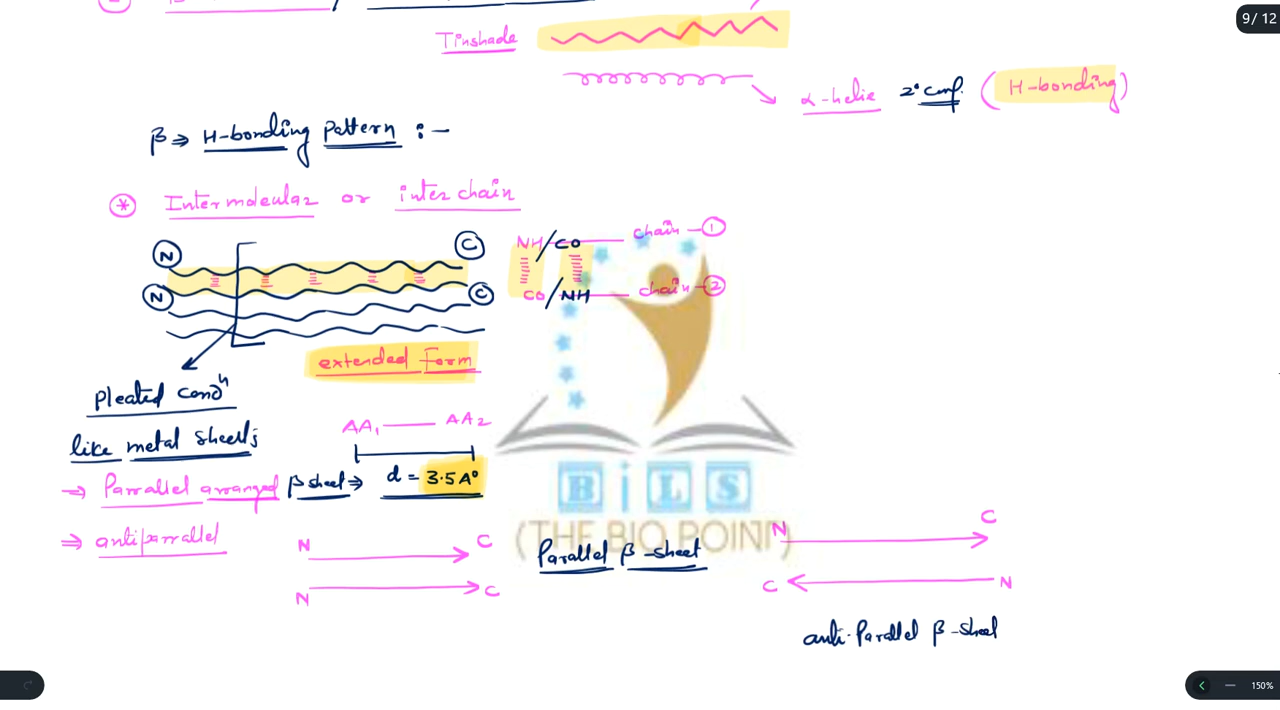 9 / 12
Tinshade
α-helix 2° conf. (H-bonding)
β ⇒ H-bonding Pattern :-
* Intermolecular or interchain
N C NH/CO chain-①
N C CO/NH chain-②
extended Form
Pleated condⁿ
like metal sheets;
AA₁ AA₂
⇒ Parrallel arranged β sheet ⇒ d = 3.5 A°
⇒ antiparrallel
BiLS
(THE BIO POINT)
N C
N C
Parallel β-sheet
N C
C N
anti-Parallel β-sheet
150%